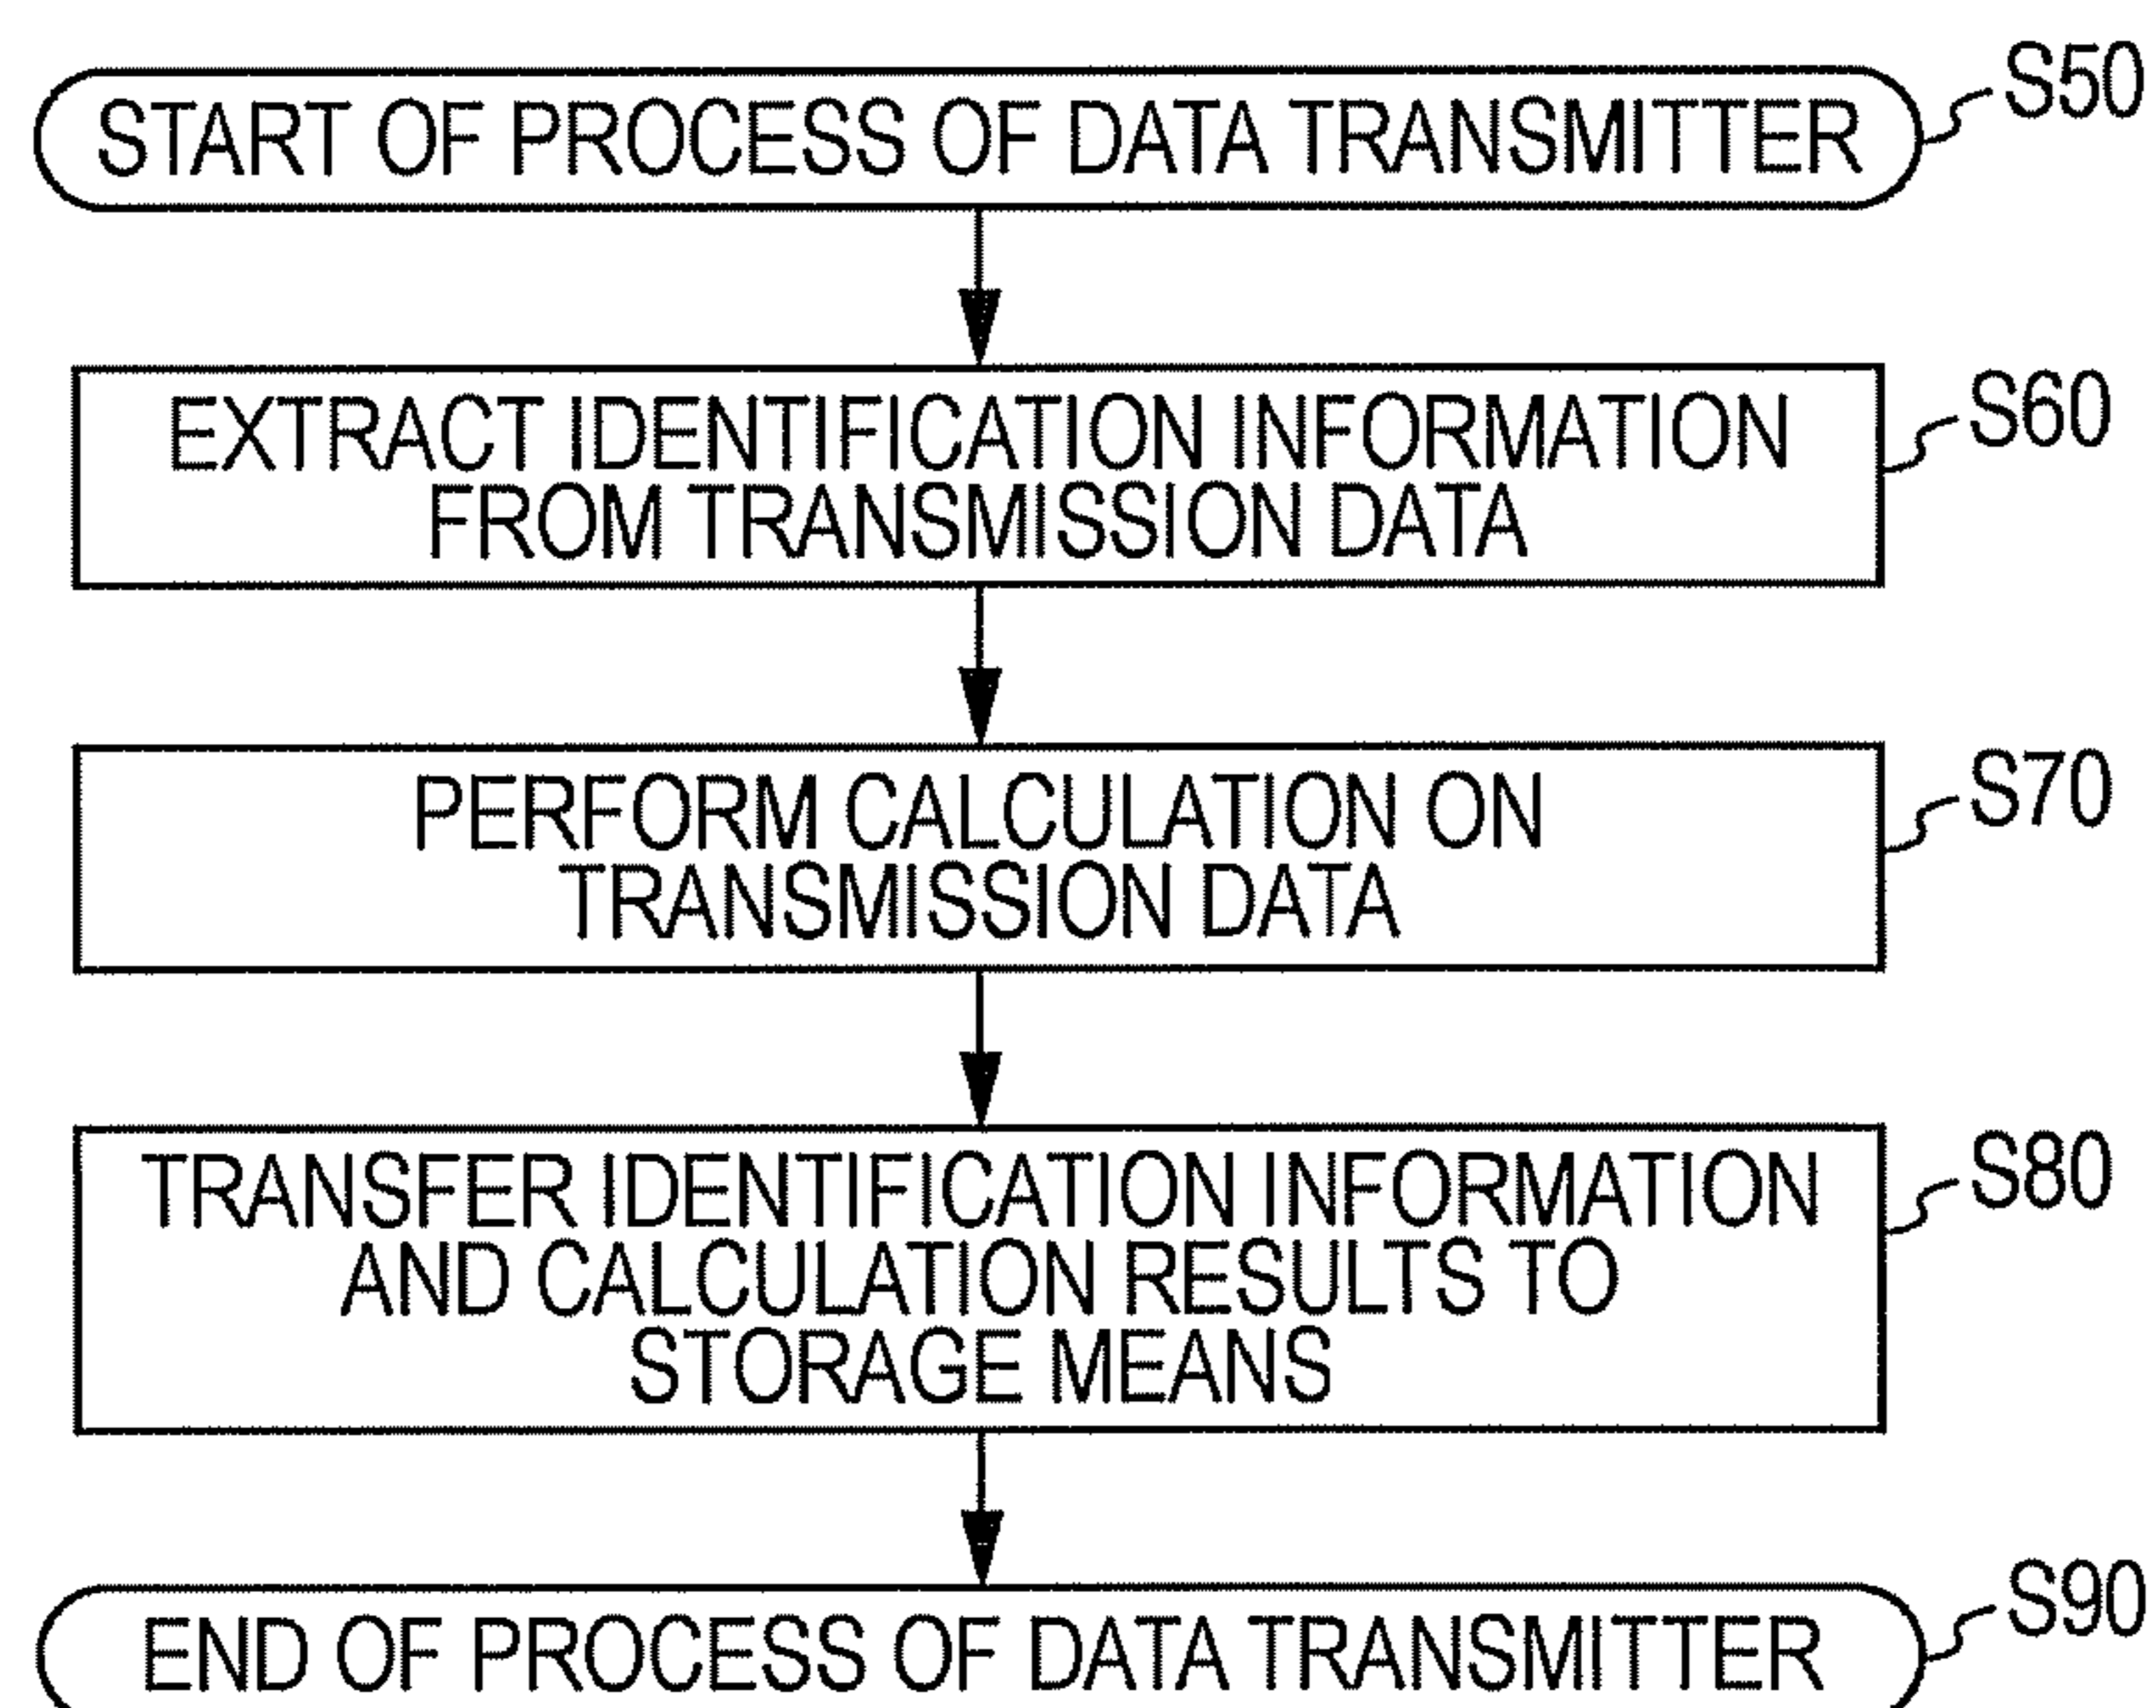 START OF PROCESS OF DATA TRANSMITTER
S50
EXTRACT IDENTIFICATION INFORMATION
FROM TRANSMISSION DATA
S60
PERFORM CALCULATION ON
TRANSMISSION DATA
S70
TRANSFER IDENTIFICATION INFORMATION
AND CALCULATION RESULTS TO
STORAGE MEANS
S80
END OF PROCESS OF DATA TRANSMITTER
S90